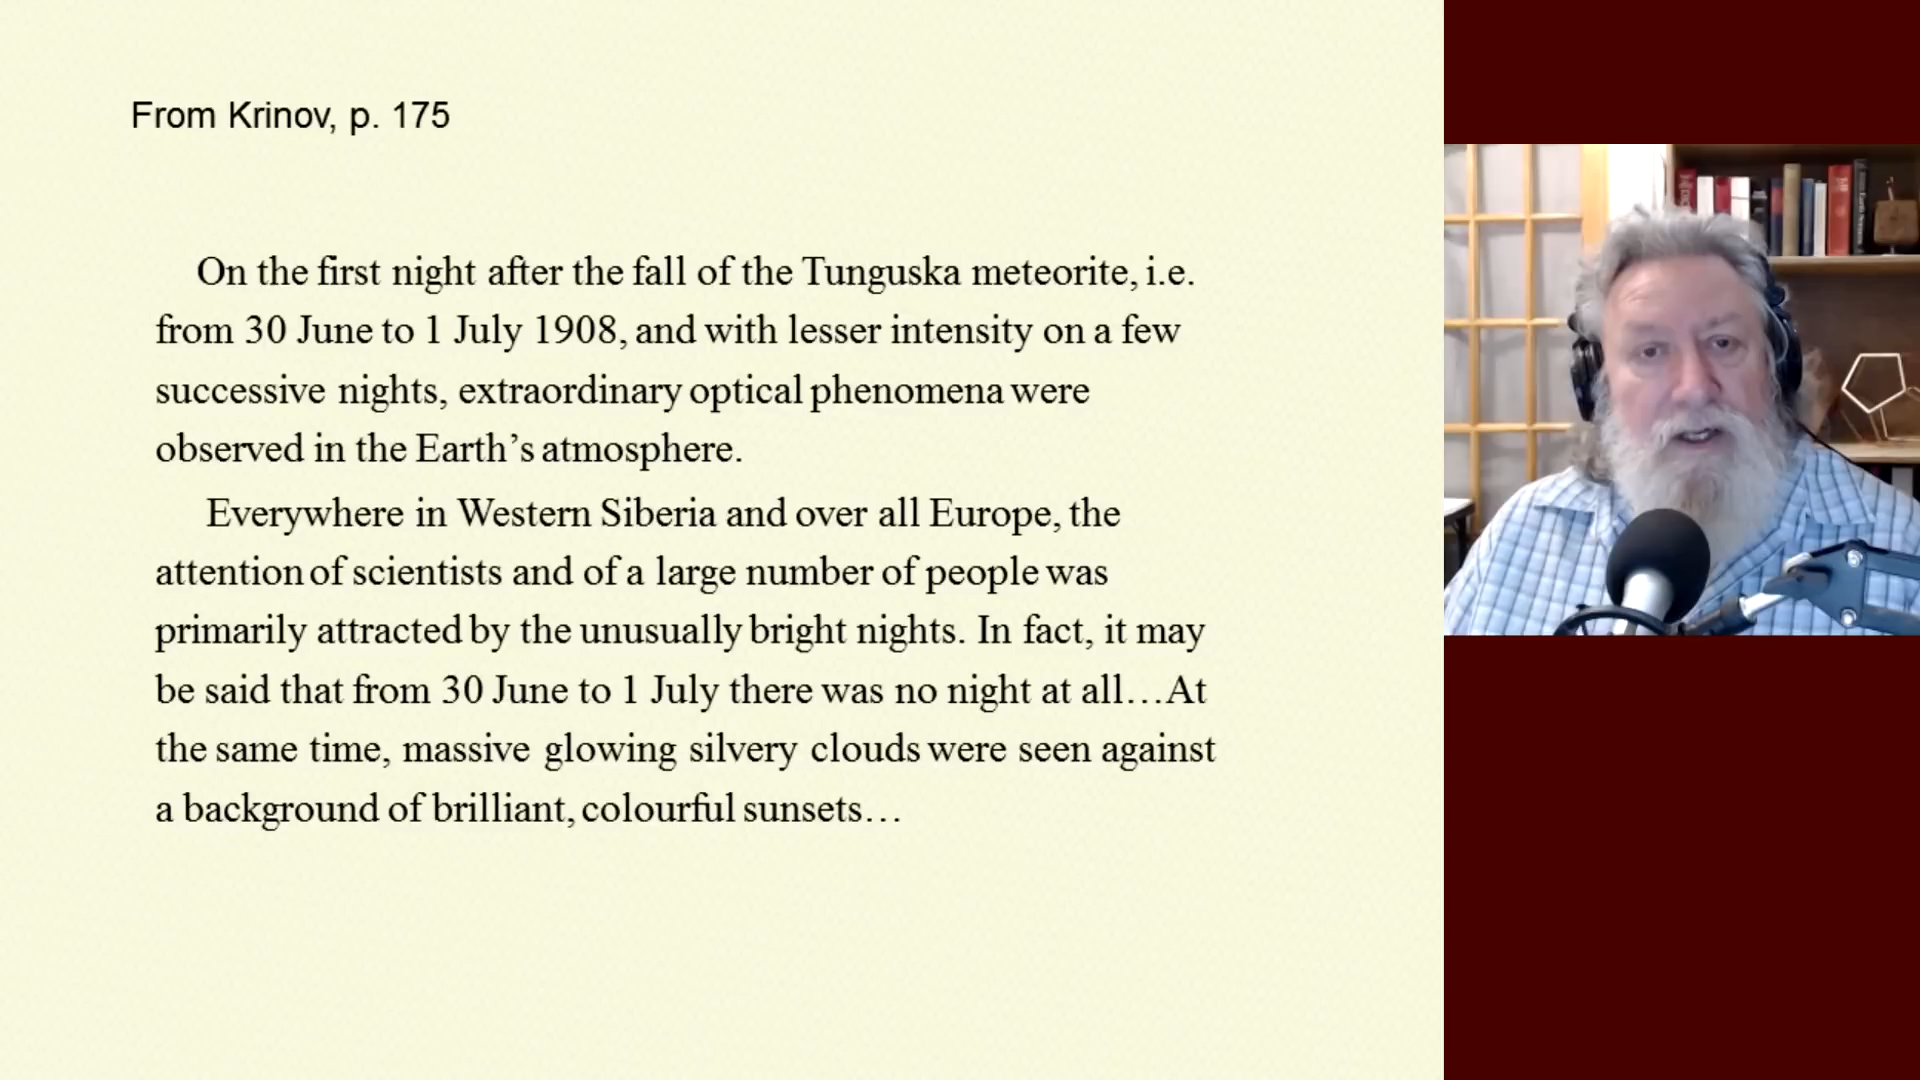 From Krinov, p. 175
On the first night after the fall of the Tunguska meteorite, i.e.
from 30 June to 1 July 1908, and with lesser intensity on a few
successive nights, extraordinary optical phenomena were
observed in the Earth’s atmosphere.
Everywhere in Western Siberia and over all Europe, the
attention of scientists and of a large number of people was
primarily attracted by the unusually bright nights. In fact, it may
be said that from 30 June to 1 July there was no night at all…At
the same time, massive glowing silvery clouds were seen against
a background of brilliant, colourful sunsets…